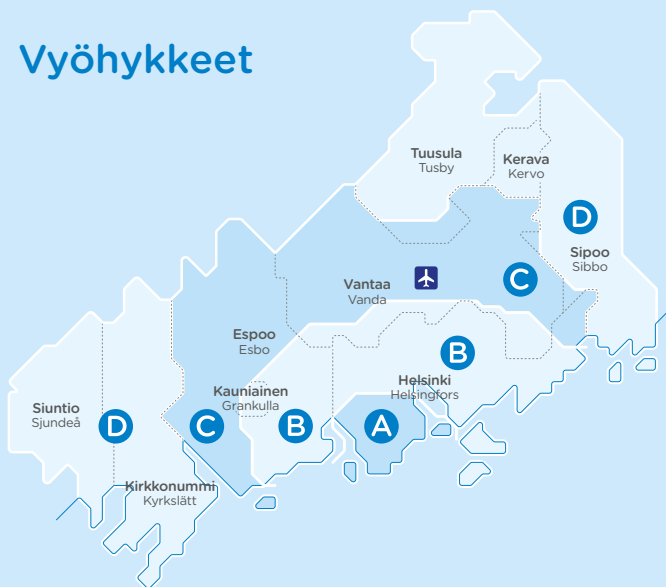 Vyöhykkeet
Tuusula
Tusby
Kerava
Kervo
D
Sipoo
Sibbo
C
Vantaa
Vanda
Espoo
Esbo
B
Helsinki
Helsingfors
Kauniainen
Grankulla
Siuntio
Sjundeå
D
C
B
A
Kirkkonummi
Kyrkslätt